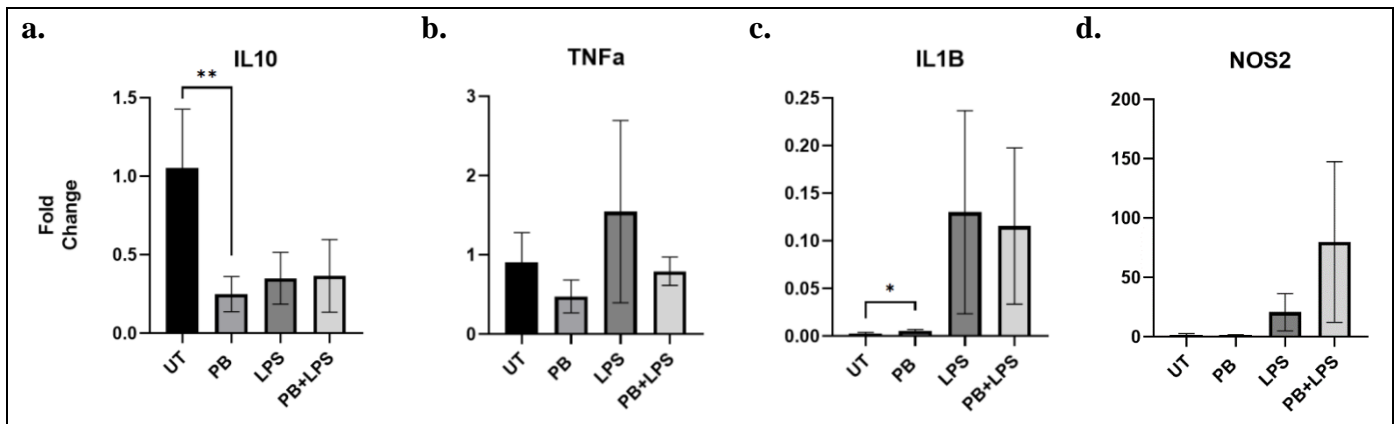 a.
IL10
**
Fold
Change
1.5
1.0
0.5
0.0
UT
PB
LPS
PB+LPS
b.
TNFa
3
2
1
0
UT
PB
LPS
PB+LPS
c.
IL1B
*
0.25
0.20
0.15
0.10
0.05
0.00
UT
PB
LPS
PB+LPS
d.
NOS2
200
150
100
50
0
UT
PB
LPS
PB+LPS